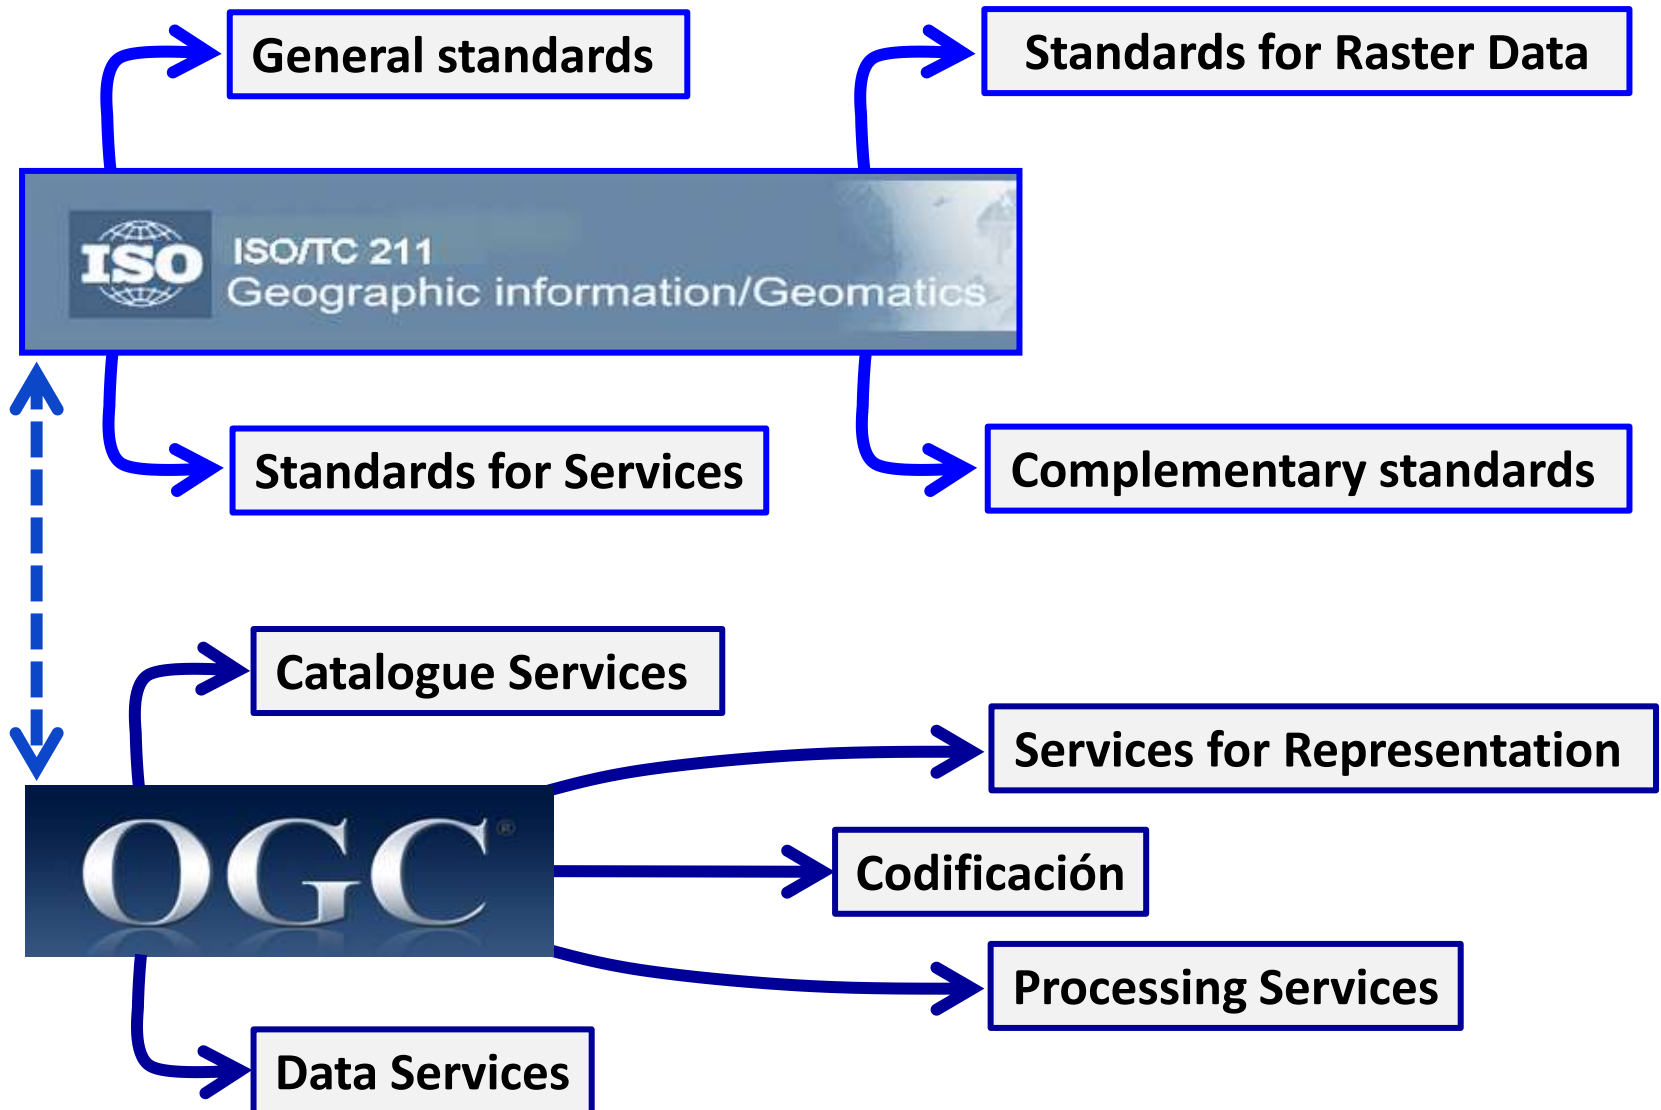 General standards
Standards for Raster Data
ISO
ISO/TC 211
Geographic information/Geomatics
Standards for Services
Complementary standards
Catalogue Services
Services for Representation
OGC®
Codificación
Processing Services
Data Services